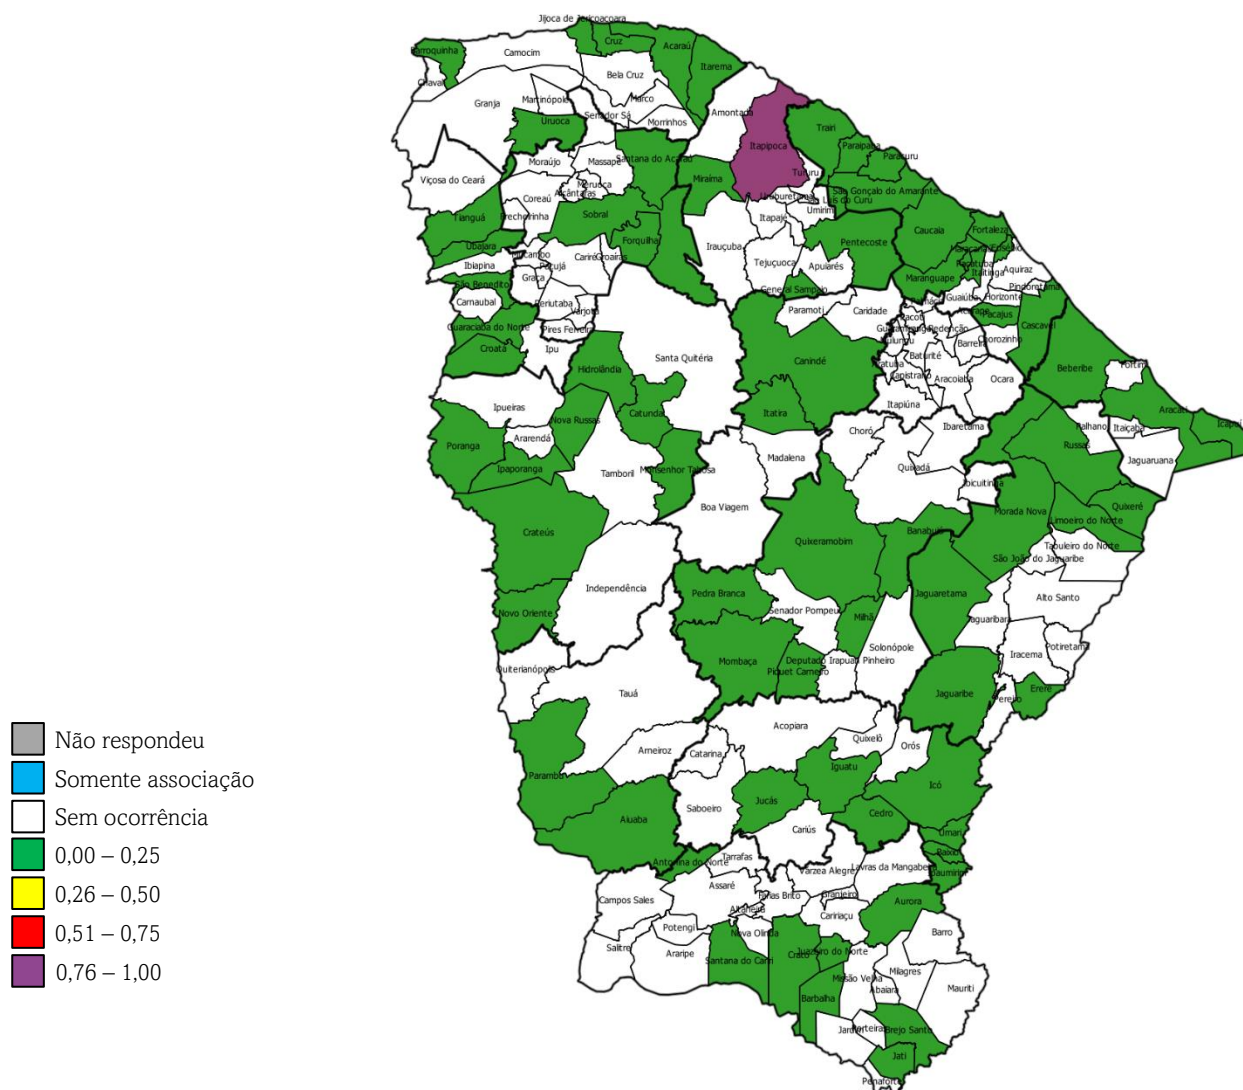 Jijoca de Jericoacoara
Cruz
Acaraú
Barroquinha
Camocim
Itarema
Chaval
Bela Cruz
Granja
Martinópole
Marco
Amontada
Uruoca
Senador Sá
Morrinhos
Trairi
Itapipoca
Paraipaba
Moraújo
Massapê
Santana do Acaraú
Paracuru
Viçosa do Ceará
Miraíma
Tururu
Meruoca
Alcântaras
Uruburetama
São Gonçalo do Amarante
São Luís do Curu
Coreaú
Umirim
Tianguá
Frecheirinha
Sobral
Itapajé
Caucaia
Fortaleza
Ubajara
Forquilha
Irauçuba
Pentecoste
Maracanaú
Eusébio
Mucambo
Cariré
Groaíras
Tejuçuoca
Apuiarés
Pacatuba
Itaitinga
Aquiraz
Ibiapina
Pacujá
Maranguape
São Benedito
Graça
General Sampaio
Pindoretama
Carnaubal
Reriutaba
Varjota
Paramoti
Caridade
Palmácia
Guaiúba
Horizonte
Acarape
Pacajus
Guaraciaba do Norte
Pires Ferreira
Pacoti
Guaramiranga
Redenção
Cascavel
Croatá
Ipu
Santa Quitéria
Canindé
Mulungu
Baturité
Barreira
Chorozinho
Hidrolândia
Aratuba
Capistrano
Aracoiaba
Ocara
Beberibe
Fortim
Ipueiras
Nova Russas
Catunda
Itatira
Itapiúna
Aracati
Ararendá
Choró
Ibaretama
Palhano
Itaiçaba
Icapuí
Poranga
Ipaporanga
Tamboril
Monsenhor Tabosa
Madalena
Quixadá
Russas
Jaguaruana
Ibicuitinga
Boa Viagem
Morada Nova
Quixeré
Limoeiro do Norte
Crateús
Quixeramobim
Banabuiú
Tabuleiro do Norte
São João do Jaguaribe
Independência
Pedra Branca
Jaguaretama
Alto Santo
Novo Oriente
Senador Pompeu
Milhã
Jaguaribara
Solonópole
Iracema
Potiretama
Quiterianópolis
Mombaça
Deputado
Irapuan
Pinheiro
Piquet Carneiro
Tauá
Jaguaribe
Ereré
Pereiro
Não respondeu
Acopiara
Quixelô
Orós
Arneiroz
Catarina
Somente associação
Parambu
Iguatu
Icó
Jucás
Saboeiro
Sem ocorrência
Aiuaba
Cedro
Cariús
Umari
0,00 – 0,25
Baixio
Antonina do Norte
Tarrafas
Várzea Alegre
Lavras da Mangabeira
Ipaumirim
0,26 – 0,50
Assaré
Campos Sales
Farias Brito
Granjeiro
Aurora
Altaneira
Caririaçu
0,51 – 0,75
Potengi
Nova Olinda
Barro
Salitre
Araripe
Santana do Cariri
Crato
Juazeiro do Norte
0,76 – 1,00
Missão Velha
Milagres
Abaiara
Mauriti
Barbalha
Jardim
Porteiras
Brejo Santo
Jati
Penaforte